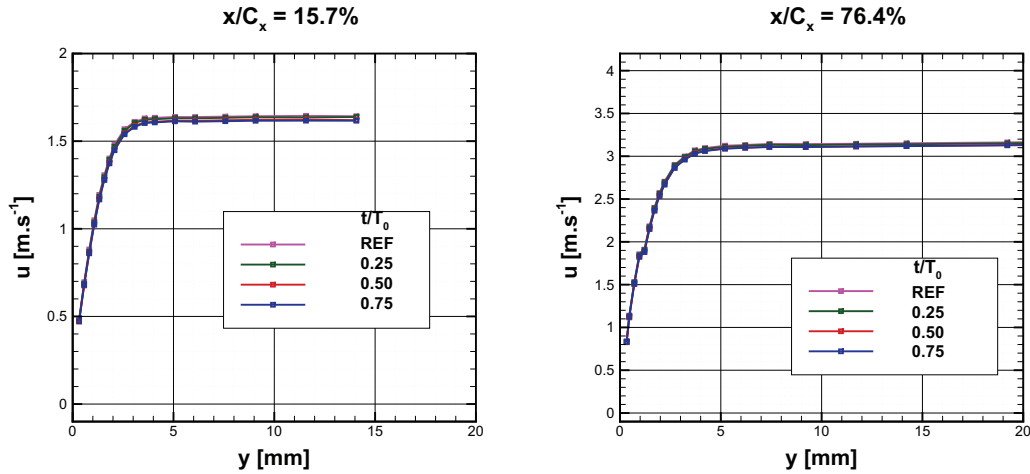 x/Cx = 15.7%
2
1.5
1
0.5
0
u [m.s-1]
t/T0
REF
0.25
0.50
0.75
0 5 10 15 20
y [mm]
x/Cx = 76.4%
4
3.5
3
2.5
2
1.5
1
0.5
0
u [m.s-1]
t/T0
REF
0.25
0.50
0.75
0 5 10 15 20
y [mm]